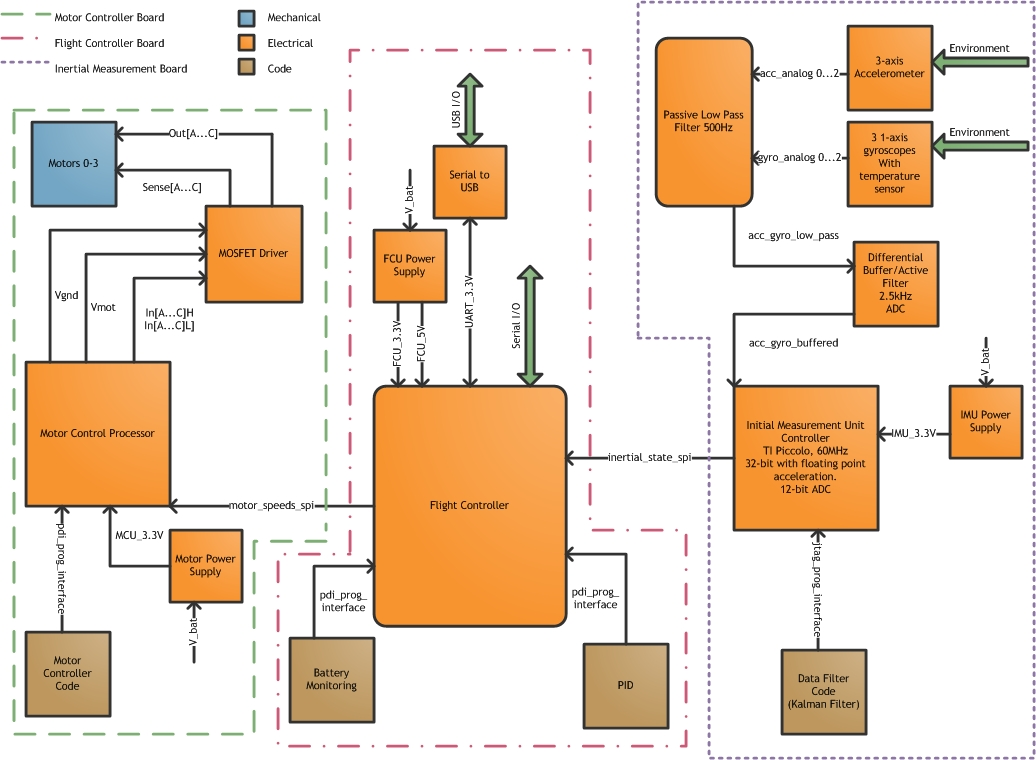 Motor Controller Board
Flight Controller Board
Inertial Measurement Board
Mechanical
Electrical
Code
Motors 0-3
Out[A...C]
Sense[A...C]
MOSFET Driver
Vgnd
Vmot
In[A...C]H
In[A...C]L]
Motor Control Processor
pdi_prog_interface
MCU_3.3V
Motor Power
Supply
V_bat
Motor
Controller
Code
motor_speeds_spi
USB I/O
Serial to
USB
V_bat
FCU Power
Supply
FCU_3.3V
FCU_5V
UART_3.3V
Serial I/O
Flight Controller
pdi_prog_
interface
Battery
Monitoring
pdi_prog_
interface
PID
inertial_state_spi
Passive Low Pass
Filter 500Hz
acc_analog 0...2
3-axis
Accelerometer
Environment
gyro_analog 0...2
3 1-axis
gyroscopes
With
temperature
sensor
Environment
acc_gyro_low_pass
Differential
Buffer/Active
Filter
2.5kHz
ADC
acc_gyro_buffered
V_bat
IMU Power
Supply
IMU_3.3V
Initial Measurement Unit
Controller
TI Piccolo, 60MHz
32-bit with floating point
acceleration.
12-bit ADC
jtag_prog_interface
Data Filter
Code
(Kalman Filter)